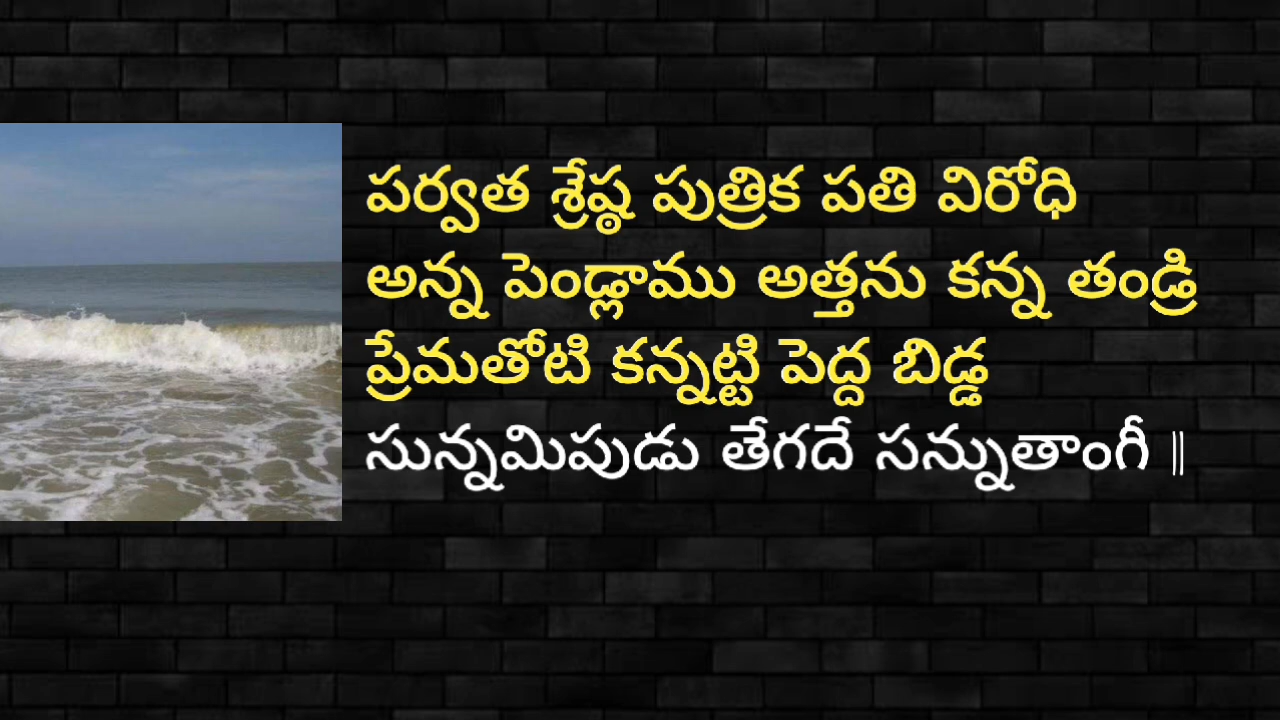 పర్వత శ్రేష్ఠ పుత్రిక పతి విరోధి
అన్న పెండ్లాము అత్తను కన్న తండ్రి
ప్రేమతోటి కన్నట్టి పెద్ద బిడ్డ
సున్నమిపుడు తేగదే సన్నుతాంగీ ॥